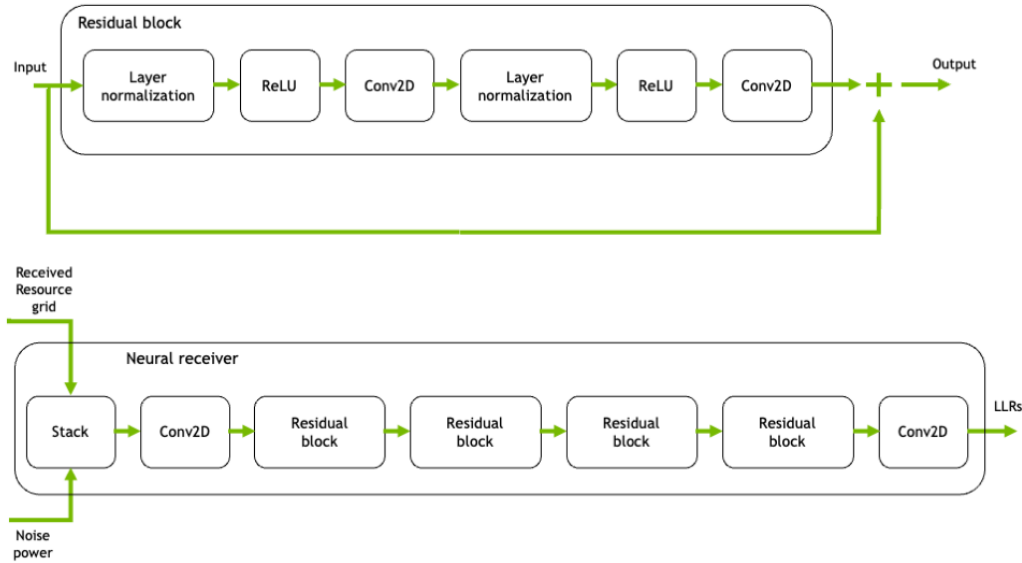 Residual block
Input
Layer
normalization
ReLU
Conv2D
Layer
normalization
ReLU
Conv2D
Output
Received
Resource
grid
Neural receiver
Stack
Conv2D
Residual
block
Residual
block
Residual
block
Residual
block
Conv2D
LLRs
Noise
power